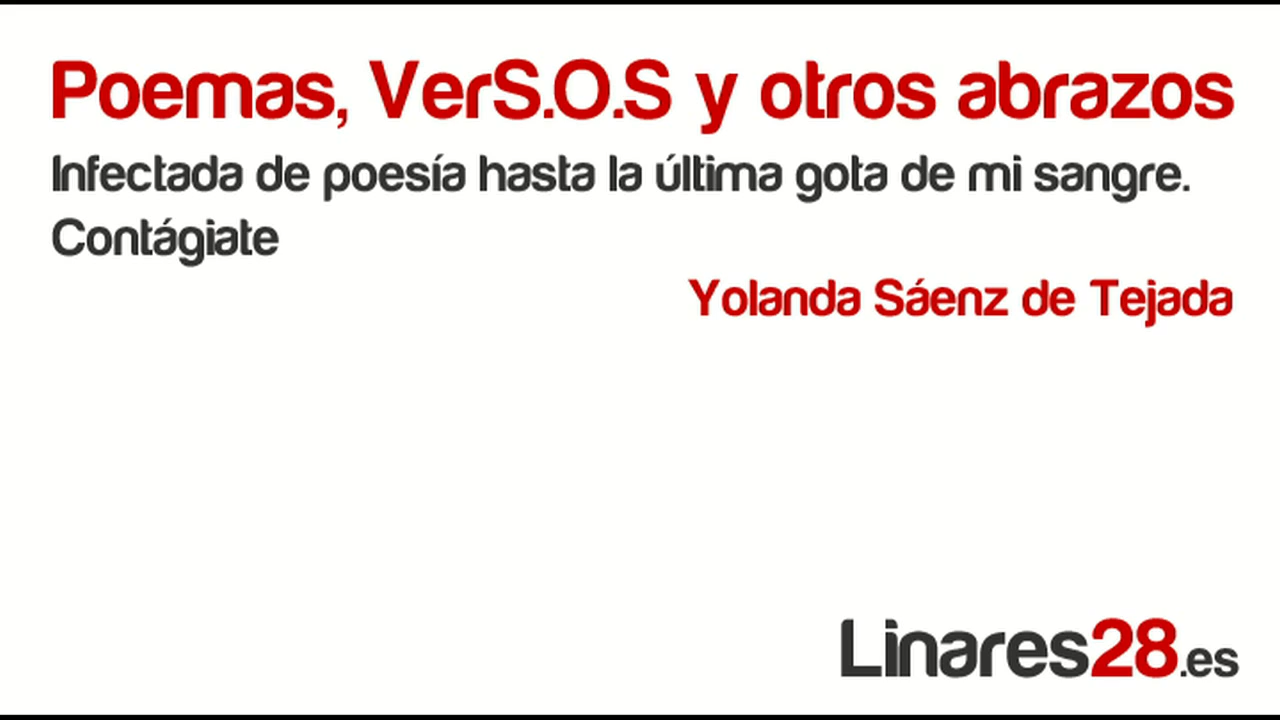 Poemas, VerS.O.S y otros abrazos
Infectada de poesía hasta la última gota de mi sangre.
Contágiate
Yolanda Sáenz de Tejada
Linares28.es